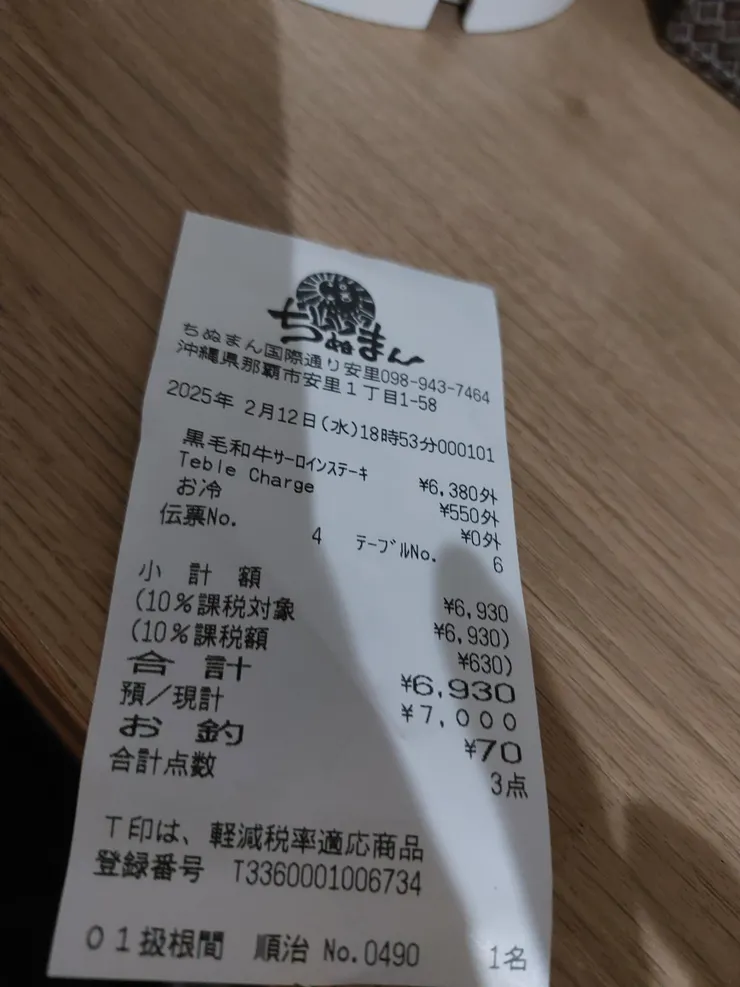 ちぬまん
ちぬまん国際通り安里098-943-7464
沖縄県那覇市安里1丁目1-58
2025年 2月12日(水)18時53分000101
黒毛和牛サーロインステーキ ¥6,380外
Teble Charge ¥550外
お冷 ¥0外
伝票No. 4 テーブルNo. 6
小 計 額 ¥6,930
(10%課税対象 ¥6,930)
(10%課税額 ¥630)
合 計 ¥6,930
預/現計 ¥7,000
お 釣 ¥70
合計点数 3点
T印は、軽減税率適応商品
登録番号 T3360001006734
01扱根間 順治 No.0490 1名